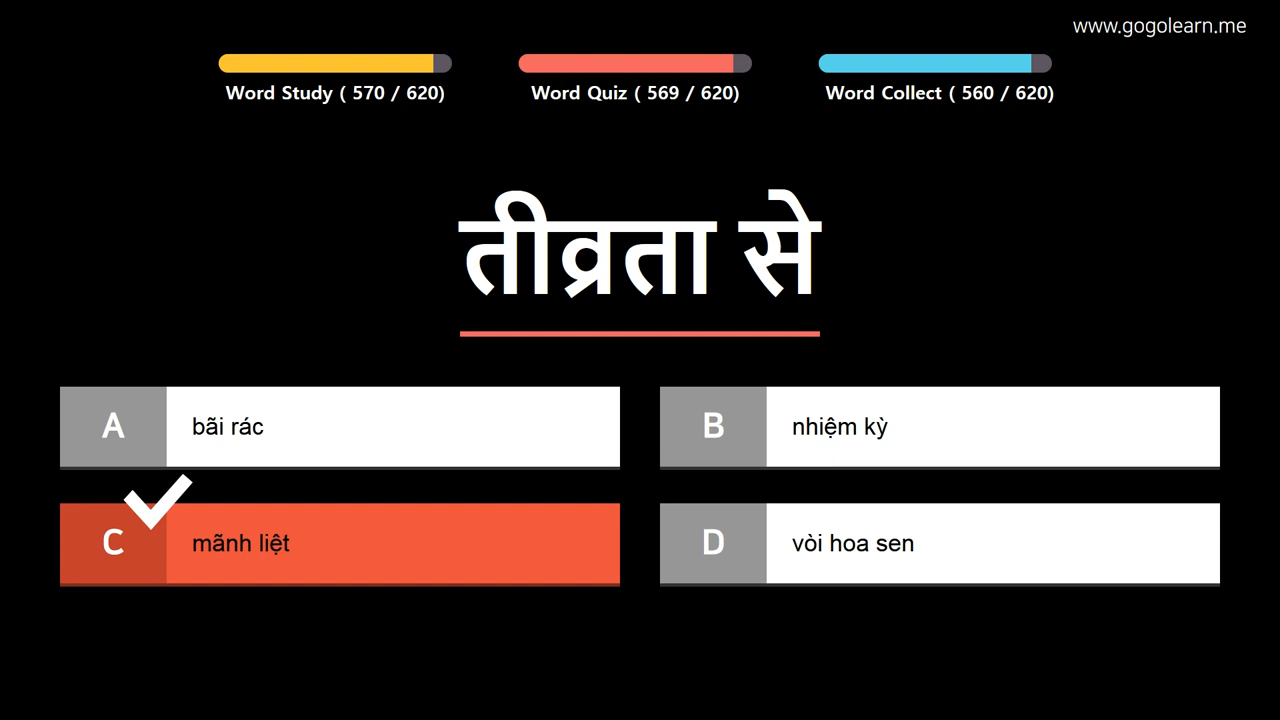 www.gogolearn.me
Word Study ( 570 / 620)
Word Quiz ( 569 / 620)
Word Collect ( 560 / 620)
तीव्रता से
A
bãi rác
B
nhiệm kỳ
C
mãnh liệt
D
vòi hoa sen